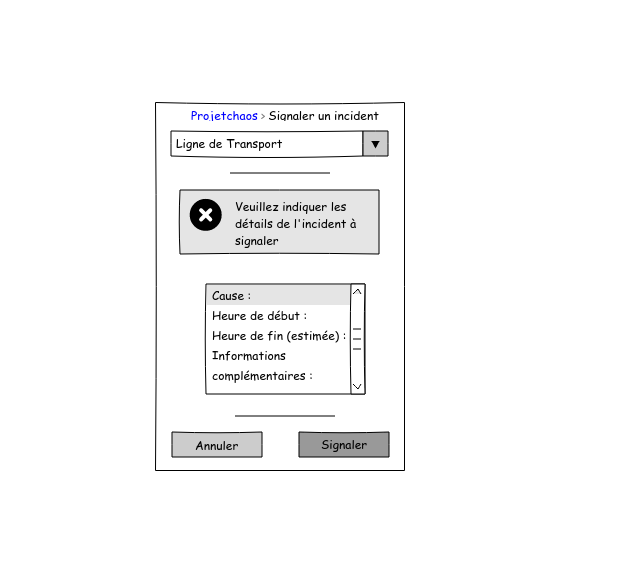 Projetchaos > Signaler un incident
Ligne de Transport
Veuillez indiquer les
détails de l'incident à
signaler
Cause :
Heure de début :
Heure de fin (estimée) :
Informations
complémentaires :
Annuler
Signaler